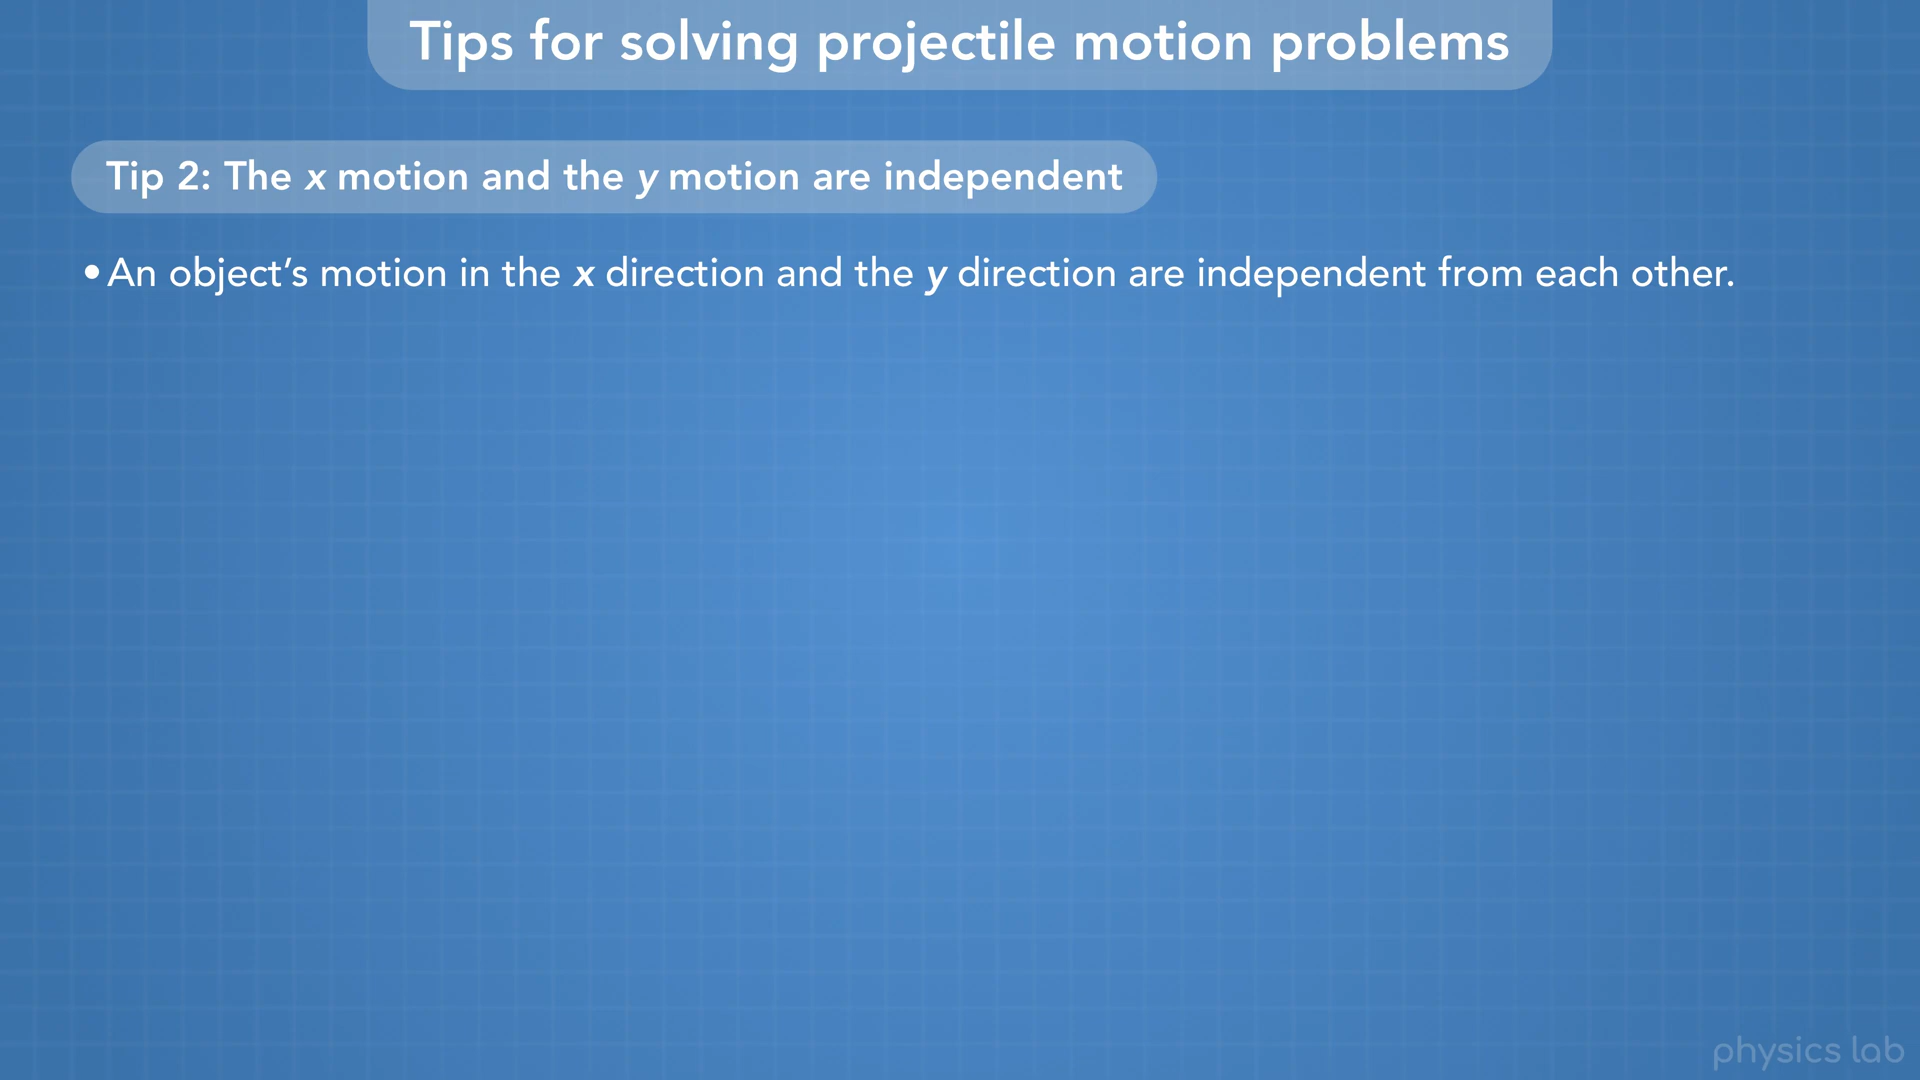 Tips for solving projectile motion problems
Tip 2: The x motion and the y motion are independent
•An object’s motion in the x direction and the y direction are independent from each other.
physics lab